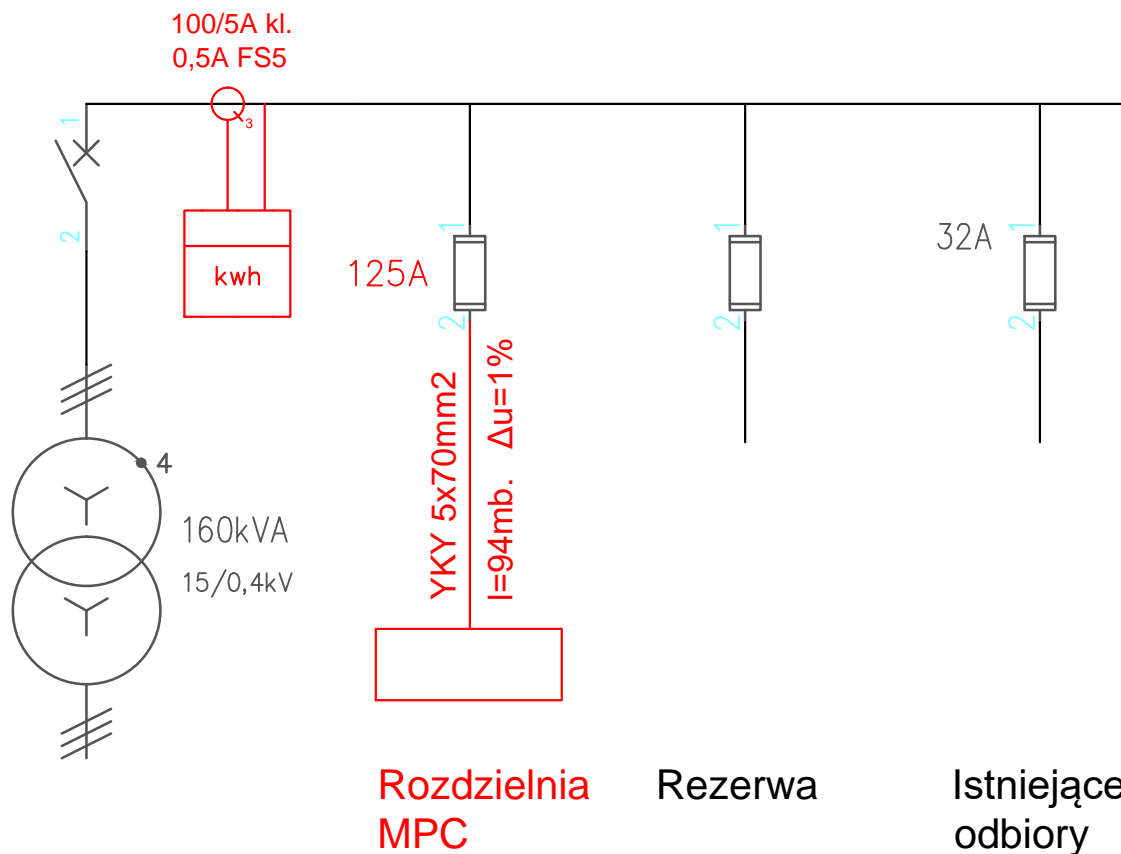 100/5A kl.
0,5A FS5
1
3
2
kwh
125A
1
2
1
2
32A
1
2
YKY 5x70mm2
l=94mb. Δu=1%
4
160kVA
15/0,4kV
Rozdzielnia
MPC
Rezerwa
Istniejące
odbiory